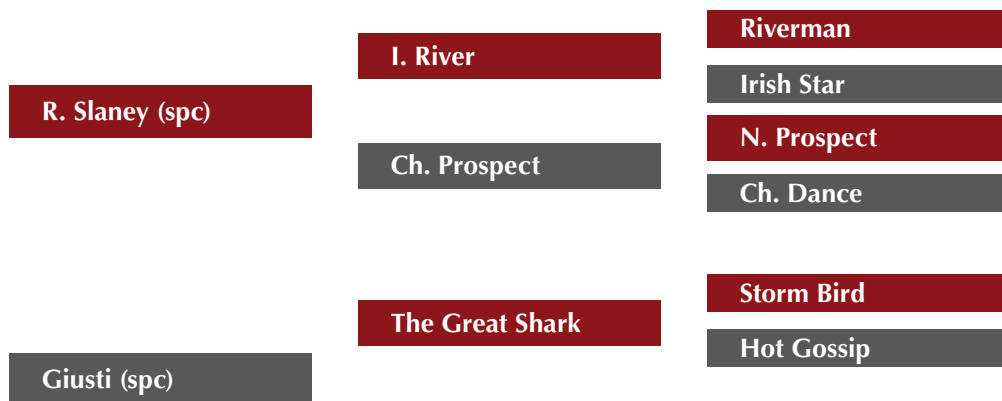 Riverman
I. River
Irish Star
R. Slaney (spc)
N. Prospect
Ch. Prospect
Ch. Dance
Storm Bird
The Great Shark
Hot Gossip
Giusti (spc)